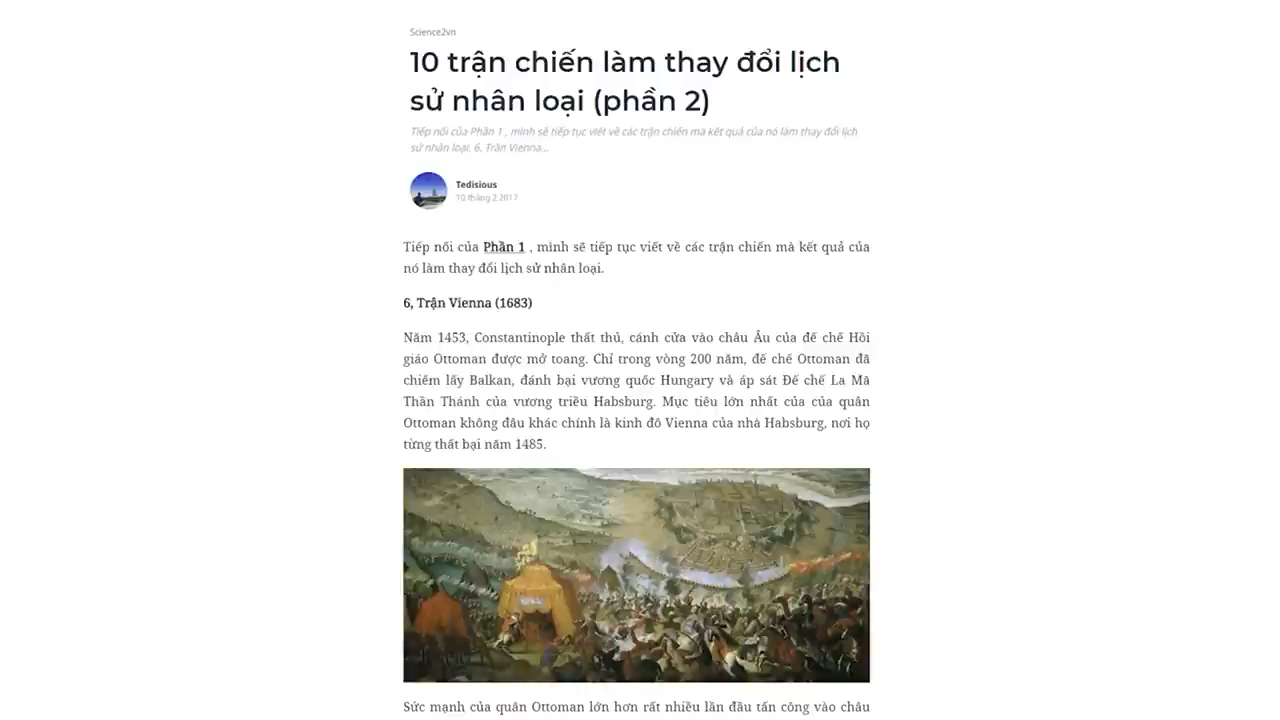 Science2vn
10 trận chiến làm thay đổi lịch
sử nhân loại (phần 2)
Tiếp nối của Phần 1 , mình sẽ tiếp tục viết về các trận chiến mà kết quả của nó làm thay đổi lịch
sử nhân loại. 6, Trận Vienna...
Tedisious
10 tháng 2 2017
Tiếp nối của Phần 1 , mình sẽ tiếp tục viết về các trận chiến mà kết quả của
nó làm thay đổi lịch sử nhân loại.
6, Trận Vienna (1683)
Năm 1453, Constantinople thất thủ, cánh cửa vào châu Âu của đế chế Hồi
giáo Ottoman được mở toang. Chỉ trong vòng 200 năm, đế chế Ottoman đã
chiếm lấy Balkan, đánh bại vương quốc Hungary và áp sát Đế chế La Mã
Thần Thánh của vương triều Habsburg. Mục tiêu lớn nhất của của quân
Ottoman không đâu khác chính là kinh đô Vienna của nhà Habsburg, nơi họ
từng thất bại năm 1485.
Sức mạnh của quân Ottoman lớn hơn rất nhiều lần đầu tấn công vào châu